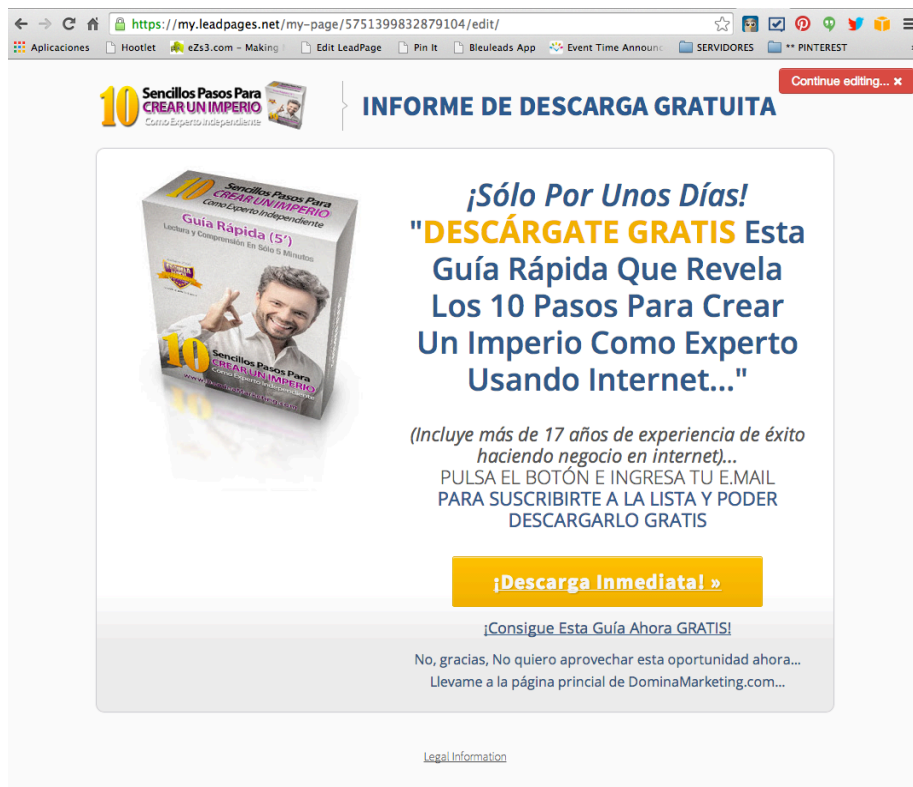 https://my.leadpages.net/my-page/5751399832879104/edit/
Aplicaciones Hootlet eZs3.com – Making Edit LeadPage Pin It Bleuleads App Event Time Announc SERVIDORES ** PINTEREST
Continue editing... ×
10 Sencillos Pasos Para
CREAR UN IMPERIO
Como Experto Independiente
INFORME DE DESCARGA GRATUITA
10 Sencillos Pasos Para
CREAR UN IMPERIO
Como Experto Independiente
Guía Rápida (5')
Lectura y Comprensión En Sólo 5 Minutos
10 Sencillos Pasos Para
CREAR UN IMPERIO
Como Experto Independiente
¡Sólo Por Unos Días!
"DESCÁRGATE GRATIS Esta
Guía Rápida Que Revela
Los 10 Pasos Para Crear
Un Imperio Como Experto
Usando Internet..."
(Incluye más de 17 años de experiencia de éxito
haciendo negocio en internet)...
PULSA EL BOTÓN E INGRESA TU E.MAIL
PARA SUSCRIBIRTE A LA LISTA Y PODER
DESCARGARLO GRATIS
¡Descarga Inmediata! »
¡Consigue Esta Guía Ahora GRATIS!
No, gracias, No quiero aprovechar esta oportunidad ahora...
Llevame a la página princial de DominaMarketing.com...
Legal Information